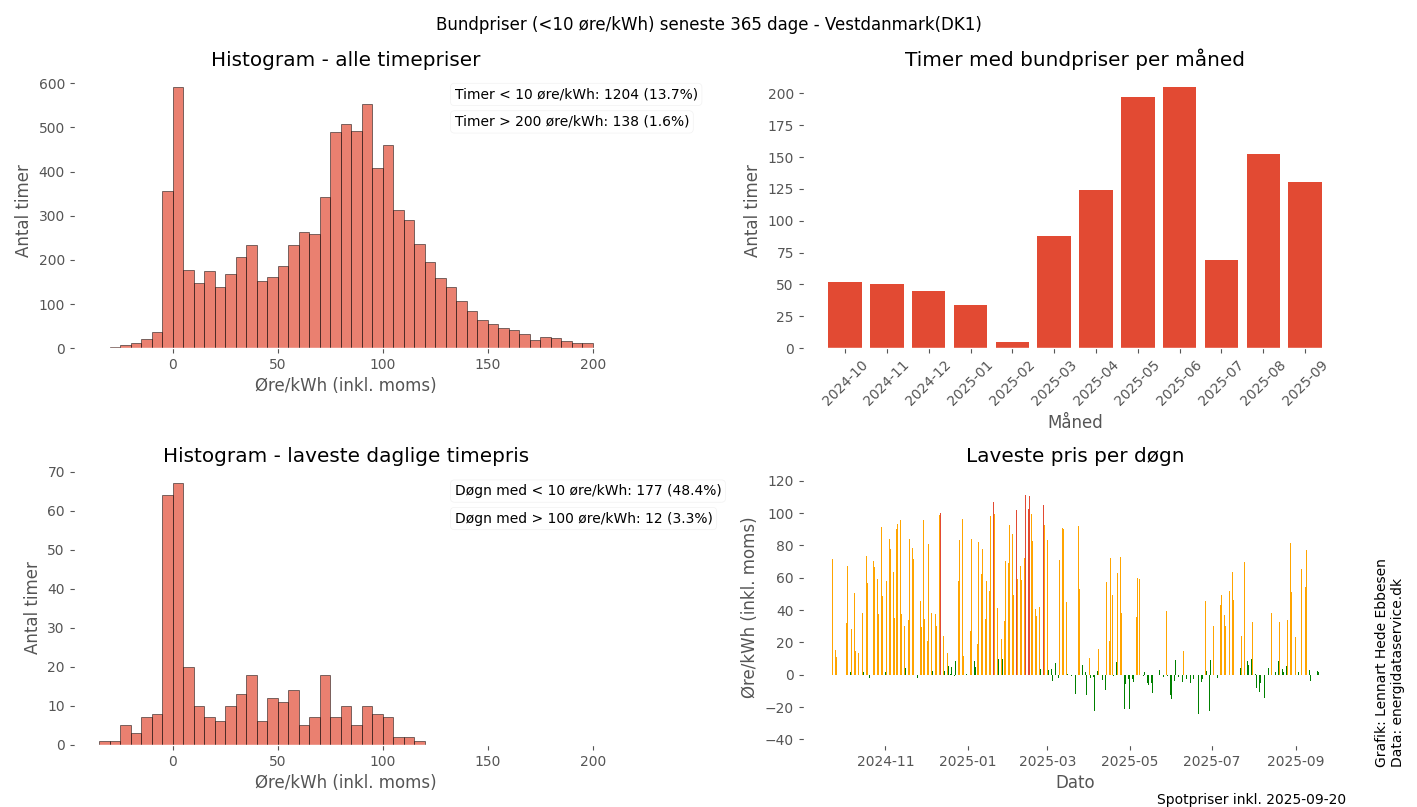 Bundpriser (<10 øre/kWh) seneste 365 dage - Vestdanmark(DK1)
Histogram - alle timepriser
Timer < 10 øre/kWh: 1204 (13.7%)
Timer > 200 øre/kWh: 138 (1.6%)
Antal timer
600
500
400
300
200
100
0
0 50 100 150 200
Øre/kWh (inkl. moms)
Timer med bundpriser per måned
Antal timer
200
175
150
125
100
75
50
25
0
2024-10 2024-11 2024-12 2025-01 2025-02 2025-03 2025-04 2025-05 2025-06 2025-07 2025-08 2025-09
Måned
Histogram - laveste daglige timepris
Døgn med < 10 øre/kWh: 177 (48.4%)
Døgn med > 100 øre/kWh: 12 (3.3%)
Antal timer
70
60
50
40
30
20
10
0
0 50 100 150 200
Øre/kWh (inkl. moms)
Laveste pris per døgn
Øre/kWh (inkl. moms)
120
100
80
60
40
20
0
−20
−40
2024-11 2025-01 2025-03 2025-05 2025-07 2025-09
Dato
Grafik: Lennart Hede Ebbesen
Data: energidataservice.dk
Spotpriser inkl. 2025-09-20